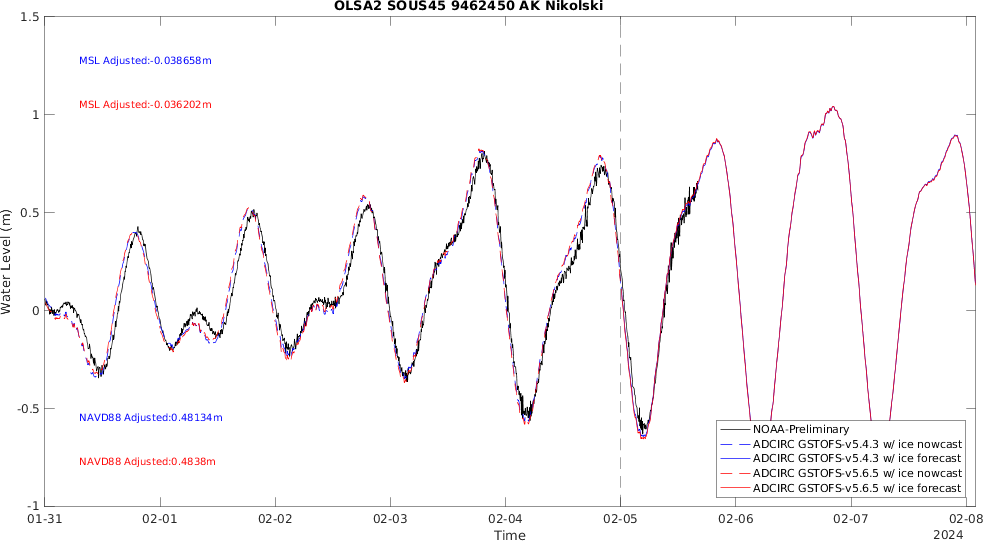 OLSA2 SOUS45 9462450 AK Nikolski
1.5
1
0.5
0
-0.5
-1
Water Level (m)
MSL Adjusted:-0.038658m
MSL Adjusted:-0.036202m
NAVD88 Adjusted:0.48134m
NAVD88 Adjusted:0.4838m
NOAA-Preliminary
ADCIRC GSTOFS-v5.4.3 w/ ice nowcast
ADCIRC GSTOFS-v5.4.3 w/ ice forecast
ADCIRC GSTOFS-v5.6.5 w/ ice nowcast
ADCIRC GSTOFS-v5.6.5 w/ ice forecast
01-31 02-01 02-02 02-03 02-04 02-05 02-06 02-07 02-08
Time
2024